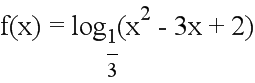 f(x) = log₁⁄₃(x² - 3x + 2)